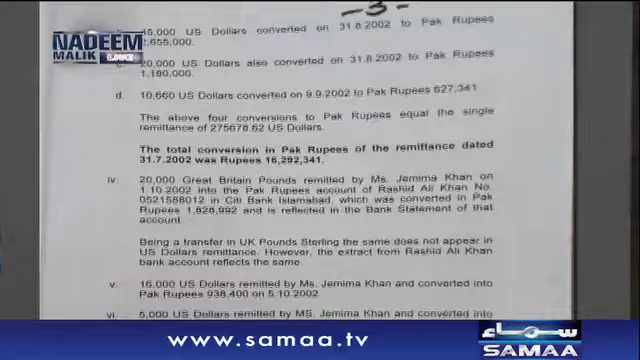 -3-
NADEEM
MALIK LIVE
45,000 US Dollars converted on 31.8.2002 to Pak Rupees
2,655,000.
c. 20,000 US Dollars also converted on 31.8.2002 to Pak Rupees
1,180,000.
d. 10,660 US Dollars converted on 9.9.2002 to Pak Rupees 627,341.
The above four conversions to Pak Rupees equal the single
remittance of 275678.62 US Dollars.
The total conversion in Pak Rupees of the remittance dated
31.7.2002 was Rupees 16,292,341.
iv. 20,000 Great Britain Pounds remitted by Ms. Jemima Khan on
1.10.2002 into the Pak Rupees account of Rashid Ali Khan No.
0521588012 in Citi Bank Islamabad, which was converted in Pak
Rupees 1,828,992 and is reflected in the Bank Statement of that
account.
Being a transfer in UK Pounds Sterling the same does not appear in
US Dollars remittance. However, the extract from Rashid Ali Khan
bank account reflects the same.
v. 16,000 US Dollars remitted by Ms. Jemima Khan and converted into
Pak Rupees 938,400 on 5.10.2002
vi. 5,000 US Dollars remitted by MS. Jemima Khan and converted into
www.samaa.tv
سماء
SAMAA